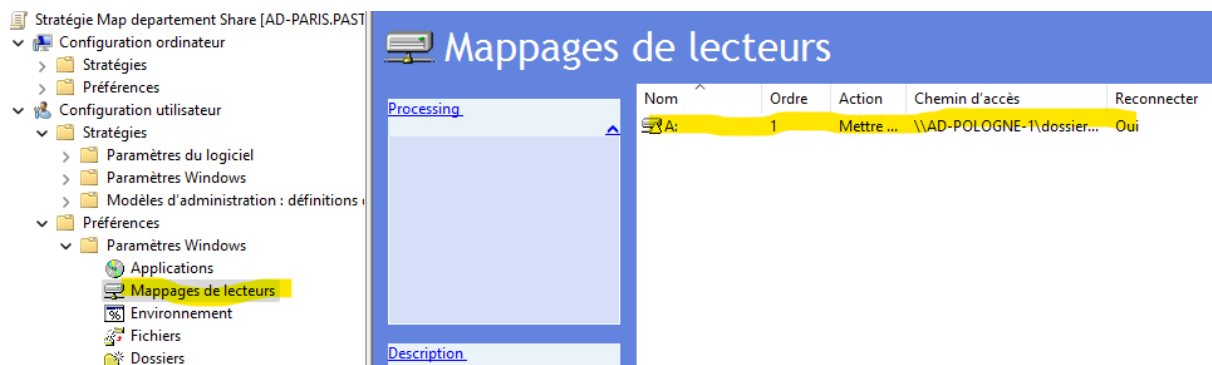 Stratégie Map departement Share [AD-PARIS.PAST
Configuration ordinateur
Stratégies
Préférences
Configuration utilisateur
Stratégies
Paramètres du logiciel
Paramètres Windows
Modèles d'administration : définitions
Préférences
Paramètres Windows
Applications
Mappages de lecteurs
Environnement
Fichiers
Dossiers
Mappages de lecteurs
Processing
Description
Nom Ordre Action Chemin d'accès Reconnecter
A: 1 Mettre ... \\AD-POLOGNE-1\dossier... Oui